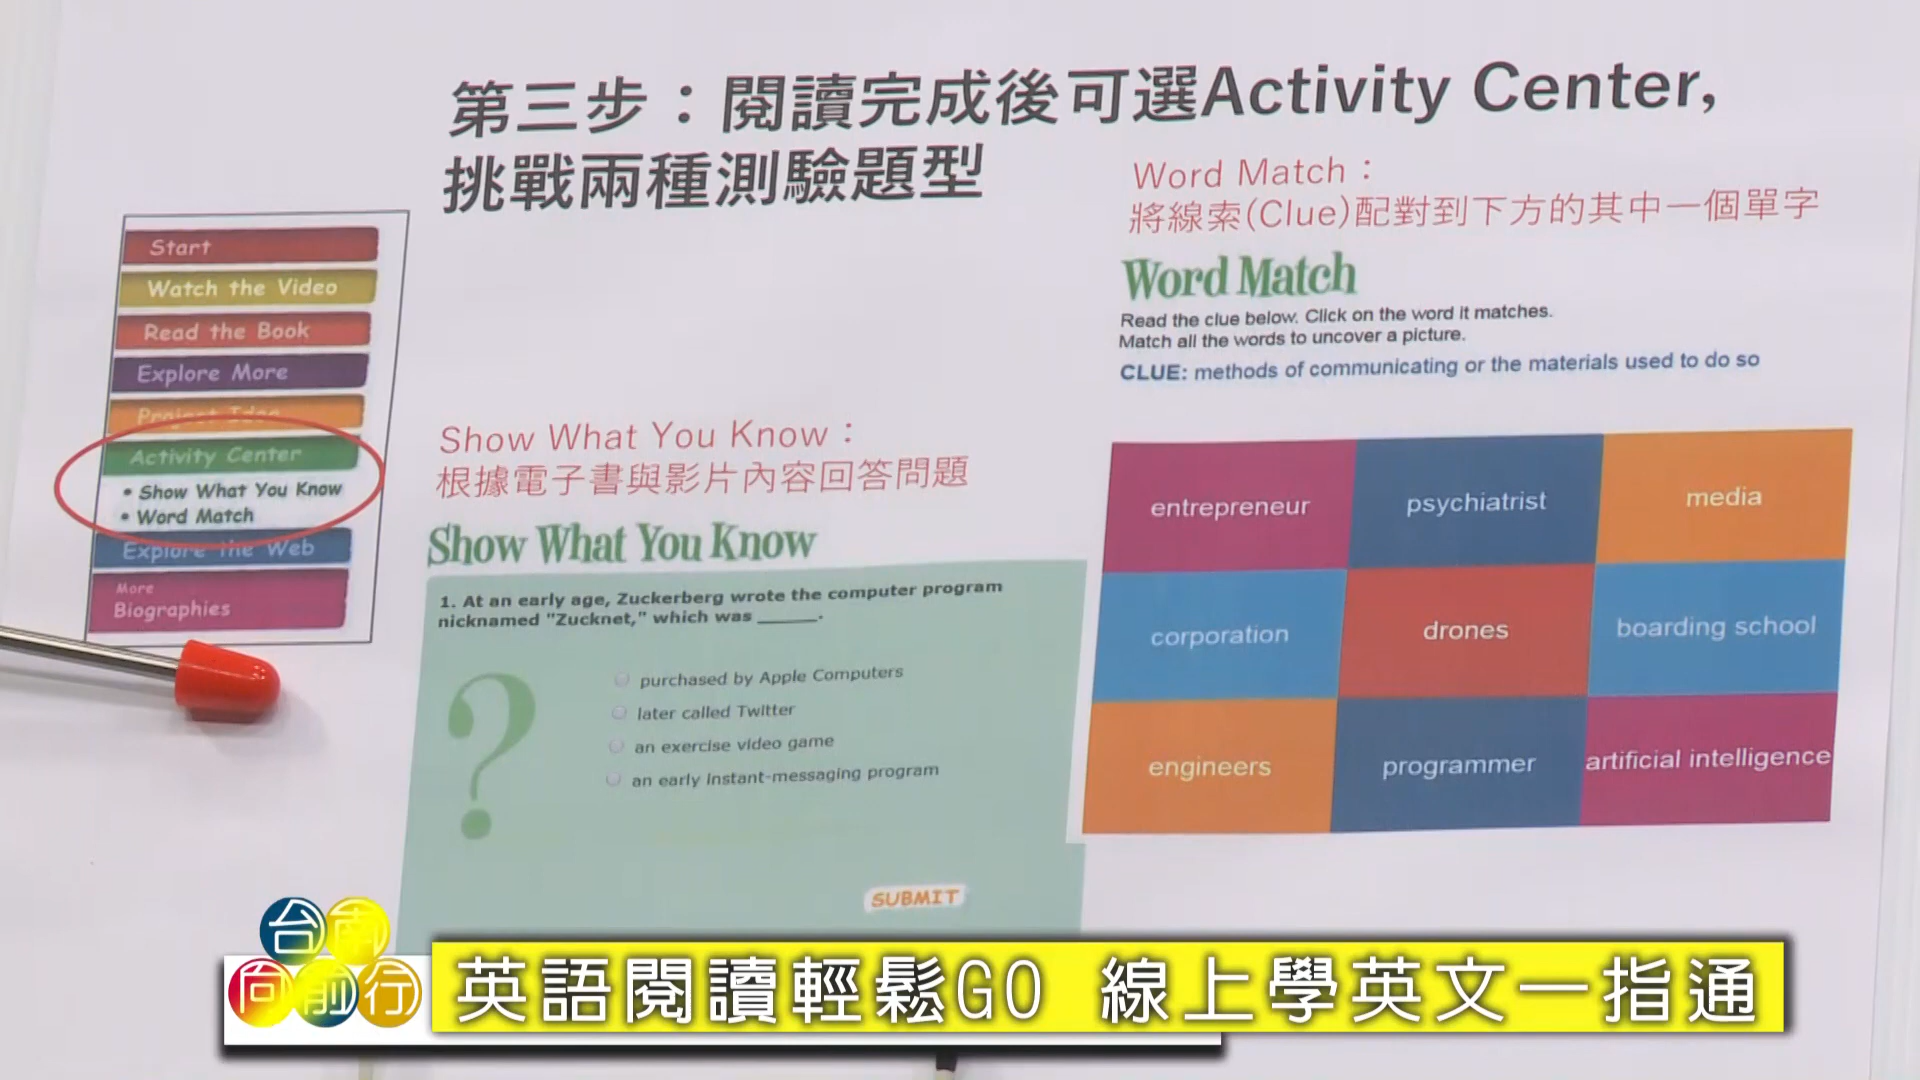 第三步：閱讀完成後可選Activity Center,
挑戰兩種測驗題型
Start
Watch the Video
Read the Book
Explore More
Project Idea
Activity Center
• Show What You Know
• Word Match
Explore the Web
More
Biographies
Show What You Know：
根據電子書與影片內容回答問題
Show What You Know
1. At an early age, Zuckerberg wrote the computer program
nicknamed "Zucknet," which was ______.
?
purchased by Apple Computers
later called Twitter
an exercise video game
an early instant-messaging program
SUBMIT
Word Match：
將線索(Clue)配對到下方的其中一個單字
Word Match
Read the clue below. Click on the word it matches.
Match all the words to uncover a picture.
CLUE: methods of communicating or the materials used to do so
entrepreneur psychiatrist media
corporation drones boarding school
engineers programmer artificial intelligence
台南
向前行
英語閱讀輕鬆GO 線上學英文一指通